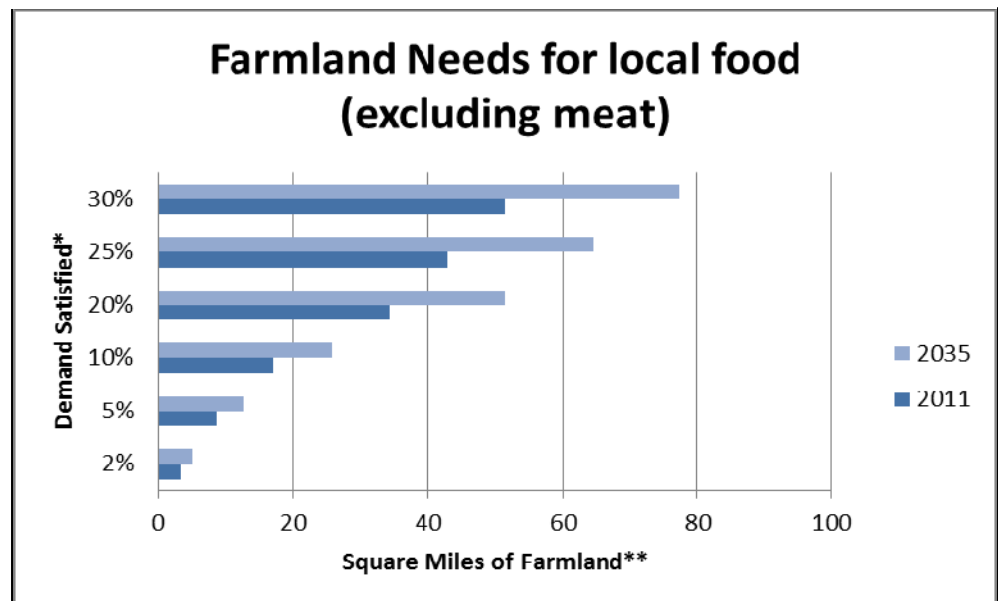 Farmland Needs for local food
(excluding meat)
Demand Satisfied*
30%
25%
20%
10%
5%
2%
0 20 40 60 80 100
Square Miles of Farmland**
2035
2011